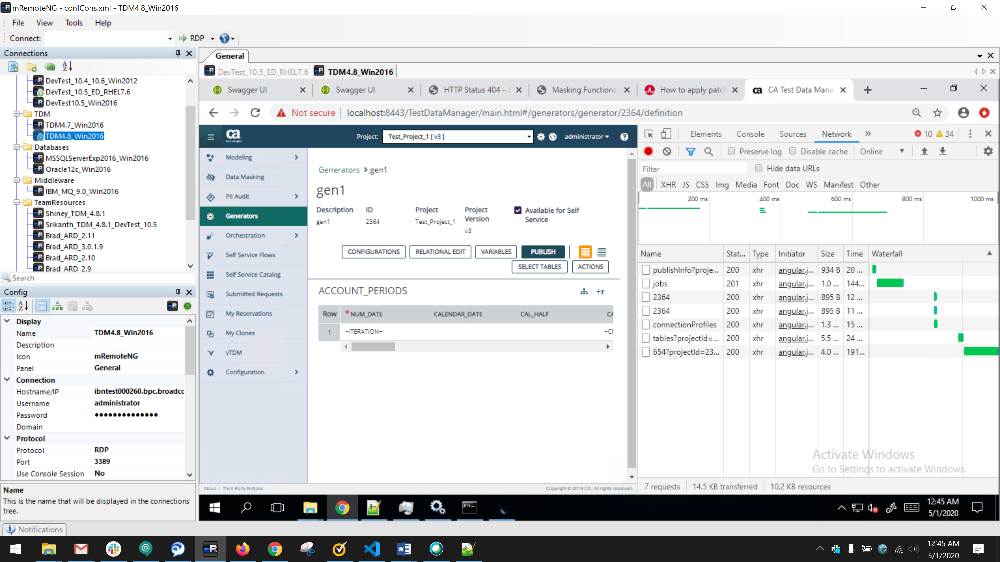 mRemoteNG - confCons.xml - TDM4.8_Win2016
File View Tools Help
Connect: RDP
Connections
DevTest_10.4_10.6_Win2012
DevTest_10.5_ED_RHEL7.6
DevTest10.5_Win2016
TDM
TDM4.7_Win2016
TDM4.8_Win2016
Databases
MSSQLServerExp2016_Win2016
Oracle12c_Win2016
Middleware
IBM_MQ_9.0_Win2016
TeamResources
Shiney_TDM_4.8.1
Srikanth_TDM_4.8.1_DevTest_10.5
Brad_ARD_2.11
Brad_ARD_3.0.1.9
Brad_ARD_2.10
Brad_ARD_2.9
Search
Config
Display
Name TDM4.8_Win2016
Description
Icon mRemoteNG
Panel General
Connection
Hostname/IP ibntest000260.bpc.broadco
Username administrator
Password ••••••••••••••
Domain
Protocol
Protocol RDP
Port 3389
Use Console Session No
Name
This is the name that will be displayed in the connections
tree.
Notifications
General
DevTest_10.5_ED_RHEL7.6 TDM4.8_Win2016
Swagger UI Swagger UI HTTP Status 404 – Masking Functions How to apply patch CA Test Data Mana
Not secure localhost:8443/TestDataManager/main.html#/generators/generator/2364/definition
ca technologies Project: Test_Project_1 [ v3 ] administrator
Modeling
Data Masking
PII Audit
Generators
Orchestration
Self Service Flows
Self Service Catalog
Submitted Requests
My Reservations
My Clones
vTDM
Configuration
Generators > gen1
gen1
Description ID Project Project Version Available for Self Service
gen1 2364 Test_Project_1 v3
CONFIGURATIONS RELATIONAL EDIT VARIABLES PUBLISH
SELECT TABLES ACTIONS
ACCOUNT_PERIODS +r
Row *NUM_DATE CALENDAR_DATE CAL_HALF
1 ~ITERATION~
About | Third Party Notices Copyright © 2019 CA. All rights reserved.
Elements Console Sources Network » 10 34
Preserve log Disable cache Online
Filter Hide data URLs
All XHR JS CSS Img Media Font Doc WS Manifest Other
200 ms 400 ms 600 ms 800 ms 1000 ms
Name Stat... Type Initiator Size Time Waterfall
publishInfo?proje... 200 xhr angular.j... 934 B 20 ...
jobs 201 xhr angular.j... 1.0 ... 144...
2364 200 xhr angular.j... 895 B 12 ...
2364 200 xhr angular.j... 895 B 11 ...
connectionProfiles 200 xhr angular.j... 1.3 ... 15 ...
tables?projectId=... 200 xhr angular.j... 5.5 ... 24 ...
654?projectId=23... 200 xhr angular.j... 4.0 ... 191...
Activate Windows
Go to Settings to activate Windows.
7 requests 14.5 KB transferred 10.2 KB resources
12:45 AM
5/1/2020
12:45 AM
5/1/2020